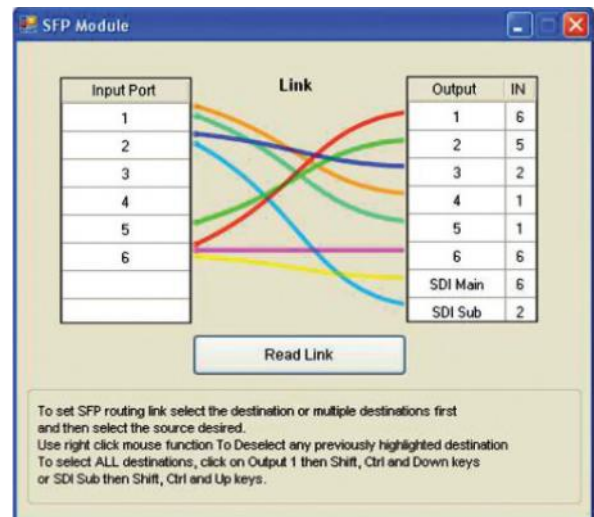 SFP Module
Link
Input Port
1
2
3
4
5
6
Output IN
1 6
2 5
3 2
4 1
5 1
6 6
SDI Main 6
SDI Sub 2
Read Link
To set SFP routing link select the destination or multiple destinations first
and then select the source desired.
Use right click mouse function To Deselect any previously highlighted destination
To select ALL destinations, click on Output 1 then Shift, Ctrl and Down keys
or SDI Sub then Shift, Ctrl and Up keys.